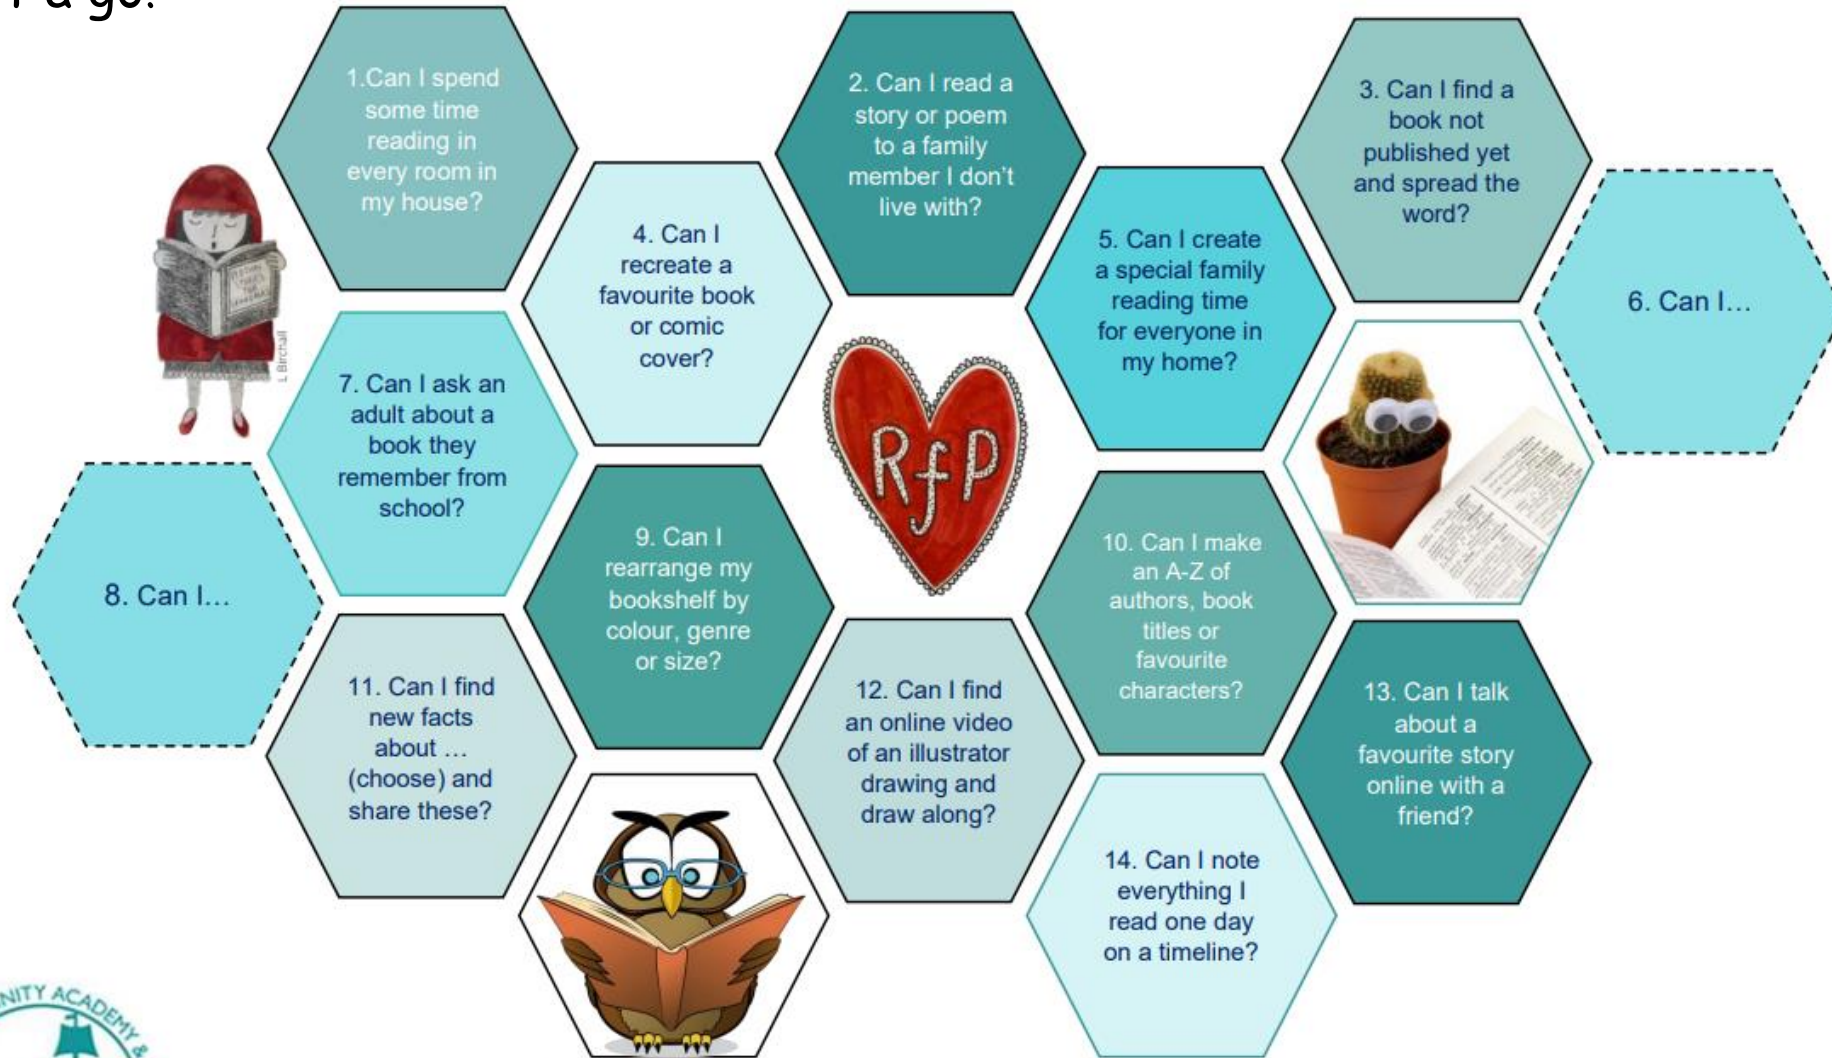 a go.
1.Can I spend
some time
reading in
every room in
my house?
2. Can I read a
story or poem
to a family
member I don't
live with?
3. Can I find a
book not
published yet
and spread the
word?
4. Can I
recreate a
favourite book
or comic
cover?
5. Can I create
a special family
reading time
for everyone in
my home?
6. Can I…
L Birchall
7. Can I ask an
adult about a
book they
remember from
school?
RfP
8. Can I…
9. Can I
rearrange my
bookshelf by
colour, genre
or size?
10. Can I make
an A-Z of
authors, book
titles or
favourite
characters?
11. Can I find
new facts
about …
(choose) and
share these?
12. Can I find
an online video
of an illustrator
drawing and
draw along?
13. Can I talk
about a
favourite story
online with a
friend?
14. Can I note
everything I
read one day
on a timeline?
NITY ACADEMY &